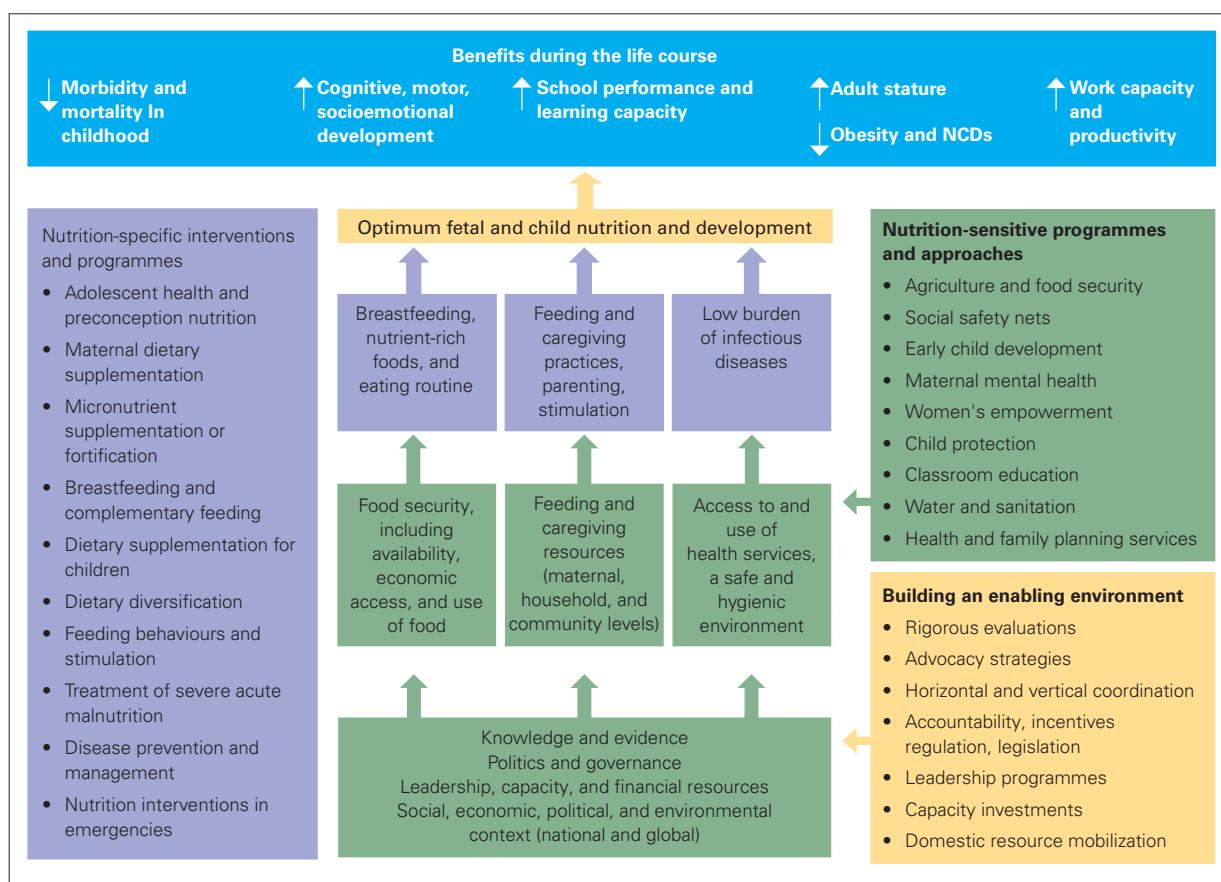 Benefits during the life course
Morbidity and
mortality In
childhood
Cognitive, motor,
socioemotional
development
School performance and
learning capacity
Adult stature
Obesity and NCDs
Work capacity
and
productivity
Nutrition-specific interventions
and programmes
• Adolescent health and
preconception nutrition
• Maternal dietary
supplementation
• Micronutrient
supplementation or
fortification
• Breastfeeding and
complementary feeding
• Dietary supplementation for
children
• Dietary diversification
• Feeding behaviours and
stimulation
• Treatment of severe acute
malnutrition
• Disease prevention and
management
• Nutrition interventions in
emergencies
Optimum fetal and child nutrition and development
Breastfeeding,
nutrient-rich
foods, and
eating routine
Feeding and
caregiving
practices,
parenting,
stimulation
Low burden
of infectious
diseases
Food security,
including
availability,
economic
access, and use
of food
Feeding and
caregiving
resources
(maternal,
household, and
community levels)
Access to and
use of
health services,
a safe and
hygienic
environment
Knowledge and evidence
Politics and governance
Leadership, capacity, and financial resources
Social, economic, political, and environmental
context (national and global)
Nutrition-sensitive programmes
and approaches
• Agriculture and food security
• Social safety nets
• Early child development
• Maternal mental health
• Women's empowerment
• Child protection
• Classroom education
• Water and sanitation
• Health and family planning services
Building an enabling environment
• Rigorous evaluations
• Advocacy strategies
• Horizontal and vertical coordination
• Accountability, incentives
regulation, legislation
• Leadership programmes
• Capacity investments
• Domestic resource mobilization